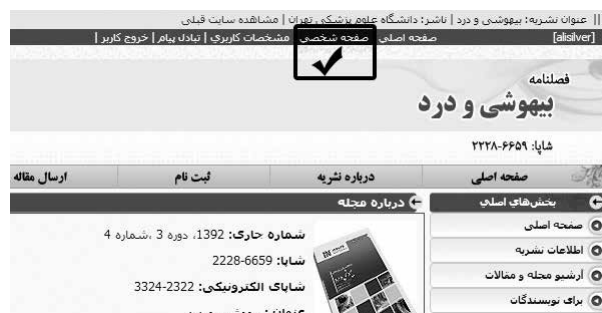 || عنوان نشریه: بیهوشی و درد | ناشر: دانشگاه علوم پزشکی تهران | مشاهده سایت قبلی
[alisilver] صفحه اصلی صفحه شخصی مشخصات کاربری | تبادل پیام | خروج کاربر |
فصلنامه
بیهوشی و درد
شاپا: ۲۲۲۸-۶۶۵۹
صفحه اصلی درباره نشریه ثبت نام ارسال مقاله
بخش‌های اصلی
صفحه اصلی
اطلاعات نشریه
آرشیو مجله و مقالات
برای نویسندگان
درباره مجله
شماره جاری: 1392، دوره 3 ،شماره 4
شاپا: 2228-6659
شاپای الکترونیکی: 2322-3324